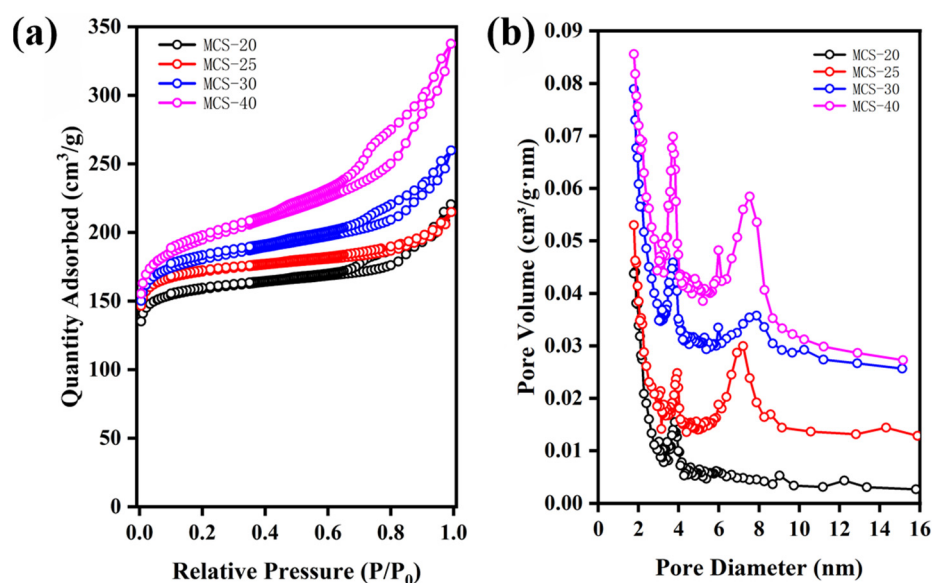 (a)
MCS-20
MCS-25
MCS-30
MCS-40
350
300
250
200
150
100
50
0
Quantity Adsorbed (cm³/g)
0.0 0.2 0.4 0.6 0.8 1.0
Relative Pressure (P/P₀)
(b)
MCS-20
MCS-25
MCS-30
MCS-40
0.09
0.08
0.07
0.06
0.05
0.04
0.03
0.02
0.01
0.00
Pore Volume (cm³/g·nm)
0 2 4 6 8 10 12 14 16
Pore Diameter (nm)